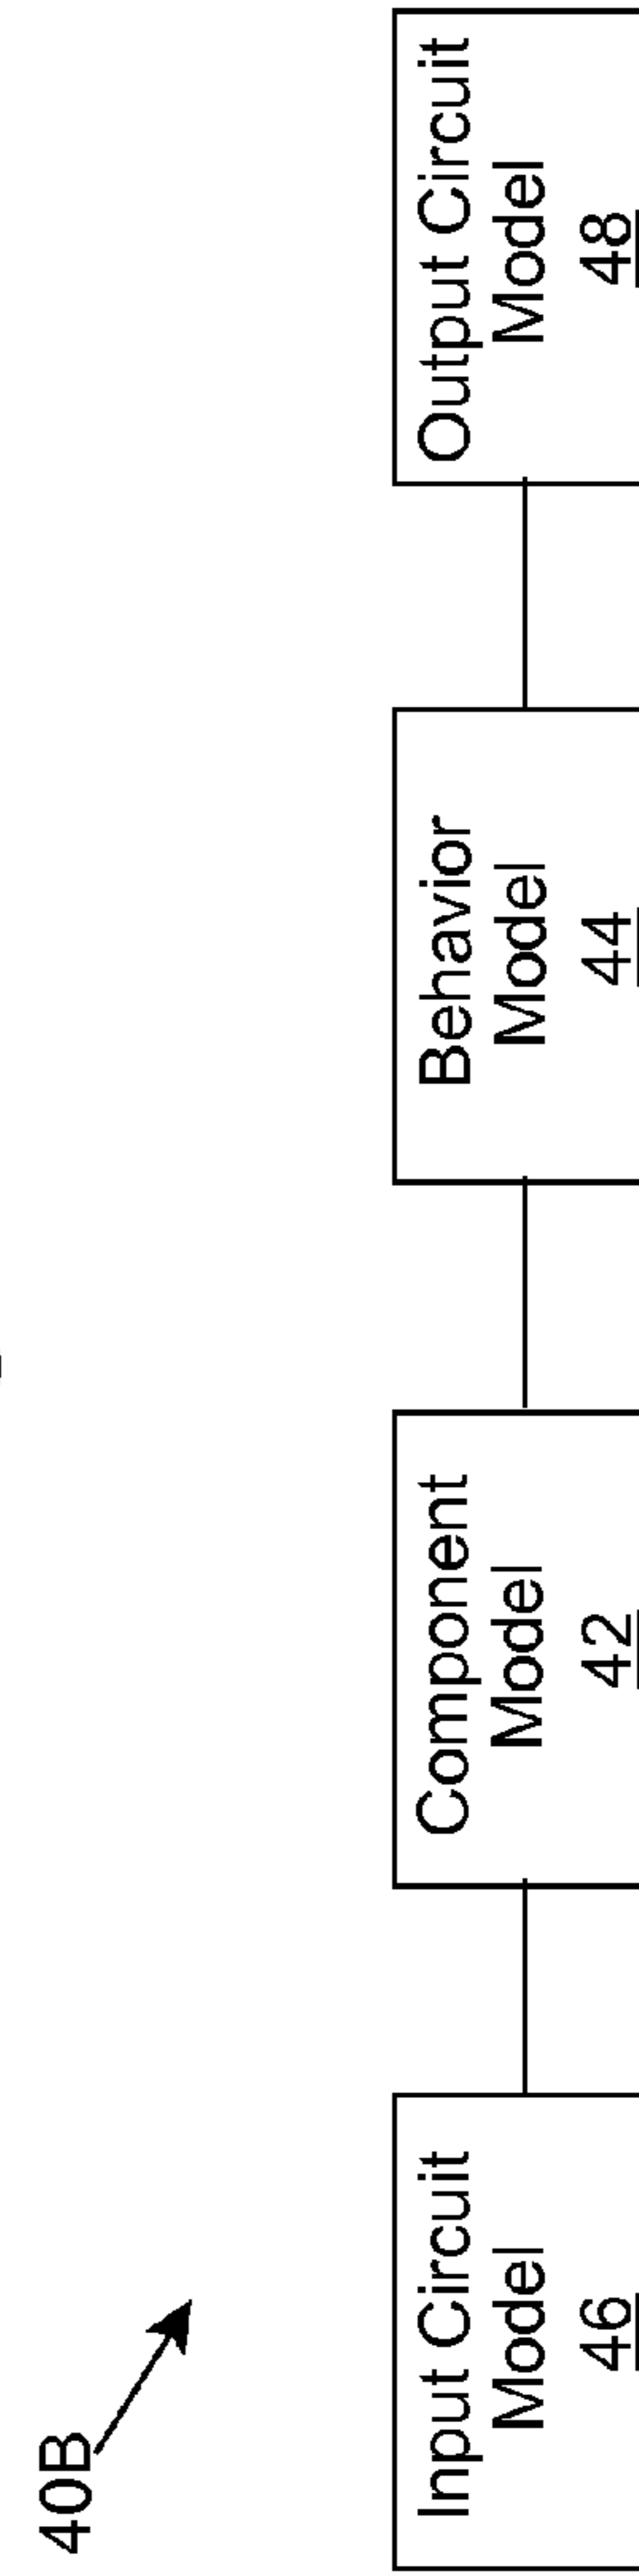 40B
Input Circuit
Model
46
Component
Model
42
Behavior
Model
44
Output Circuit
Model
48